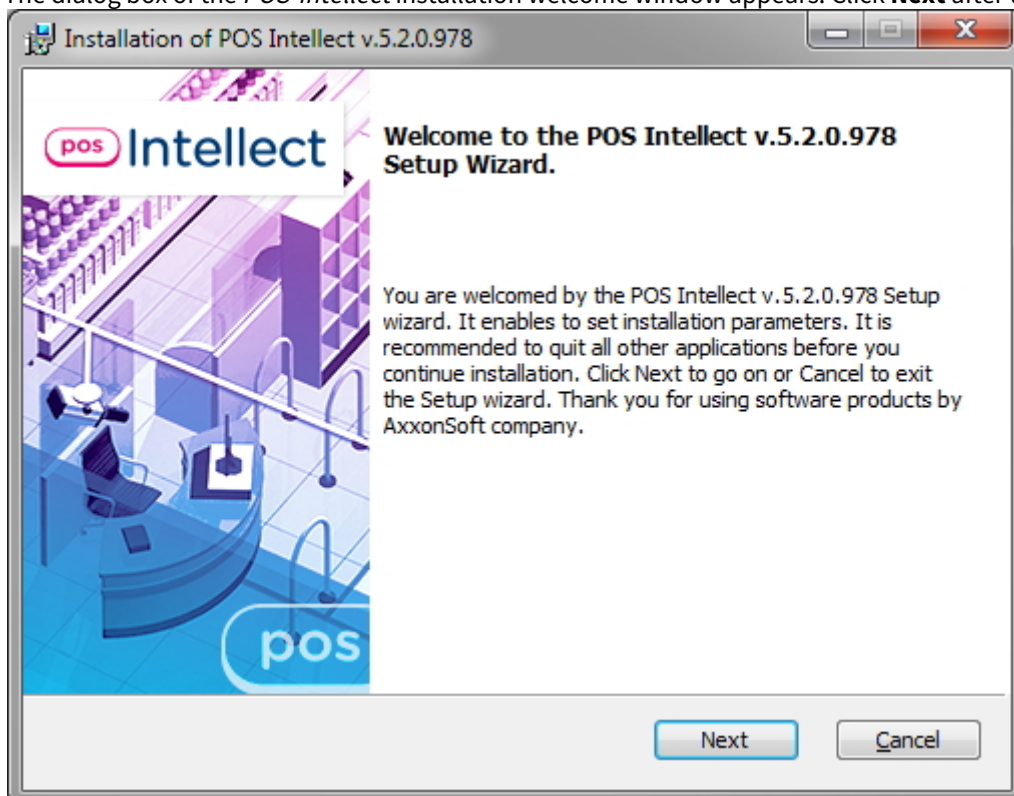 Installation of POS Intellect v.5.2.0.978
pos Intellect
Welcome to the POS Intellect v.5.2.0.978
Setup Wizard.
You are welcomed by the POS Intellect v.5.2.0.978 Setup
wizard. It enables to set installation parameters. It is
recommended to quit all other applications before you
continue installation. Click Next to go on or Cancel to exit
the Setup wizard. Thank you for using software products by
AxxonSoft company.
pos
Next
Cancel